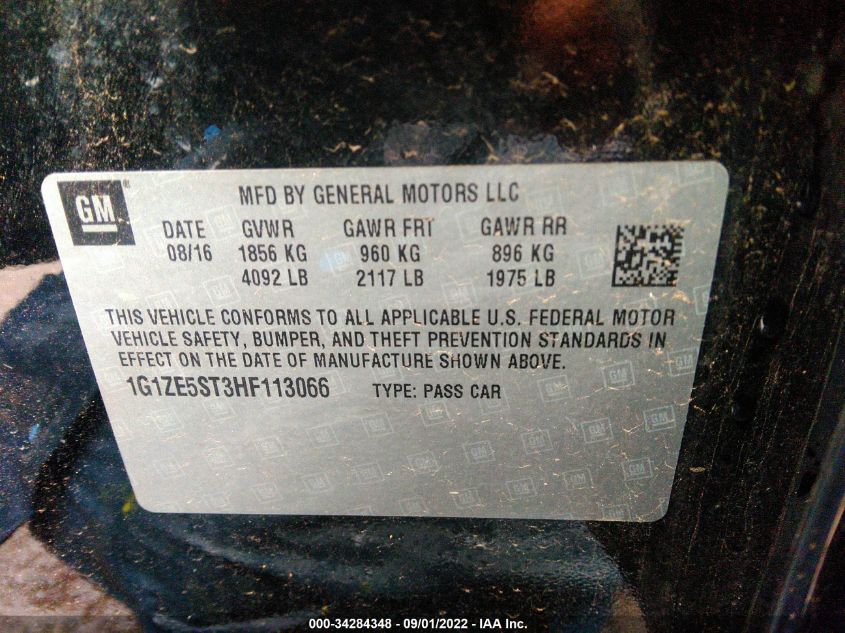 GM ®
MFD BY GENERAL MOTORS LLC
DATE GVWR GAWR FRT GAWR RR
08/16 1856 KG 960 KG 896 KG
4092 LB 2117 LB 1975 LB
THIS VEHICLE CONFORMS TO ALL APPLICABLE U.S. FEDERAL MOTOR
VEHICLE SAFETY, BUMPER, AND THEFT PREVENTION STANDARDS IN
EFFECT ON THE DATE OF MANUFACTURE SHOWN ABOVE.
1G1ZE5ST3HF113066 TYPE: PASS CAR
000-34284348 - 09/01/2022 - IAA Inc.